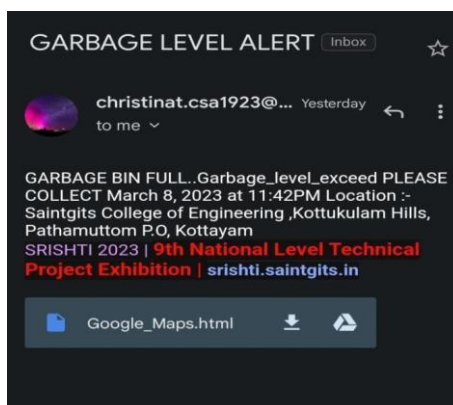 GARBAGE LEVEL ALERT Inbox
christinat.csa1923@... Yesterday
to me
GARBAGE BIN FULL..Garbage_level_exceed PLEASE
COLLECT March 8, 2023 at 11:42PM Location :-
Saintgits College of Engineering ,Kottukulam Hills,
Pathamuttom P.O, Kottayam
SRISHTI 2023 | 9th National Level Technical
Project Exhibition | srishti.saintgits.in
Google_Maps.html